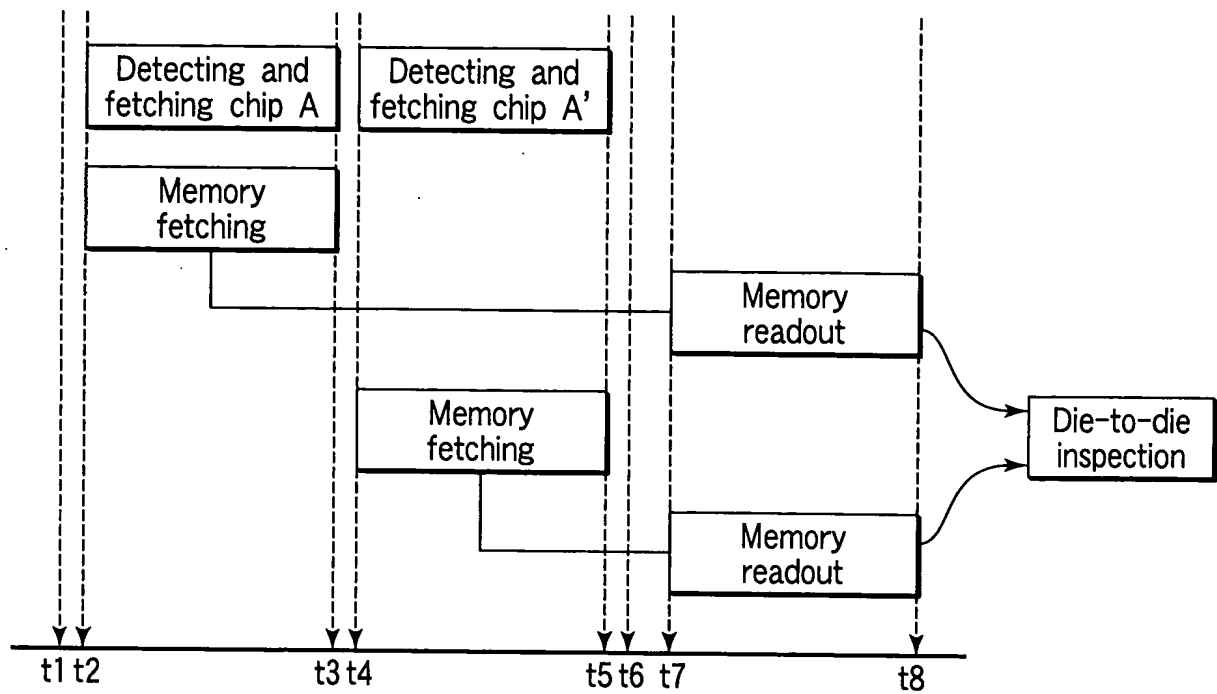 Detecting and
fetching chip A
Detecting and
fetching chip A'
Memory
fetching
Memory
readout
Memory
fetching
Die-to-die
inspection
Memory
readout
t1 t2 t3 t4 t5 t6 t7 t8